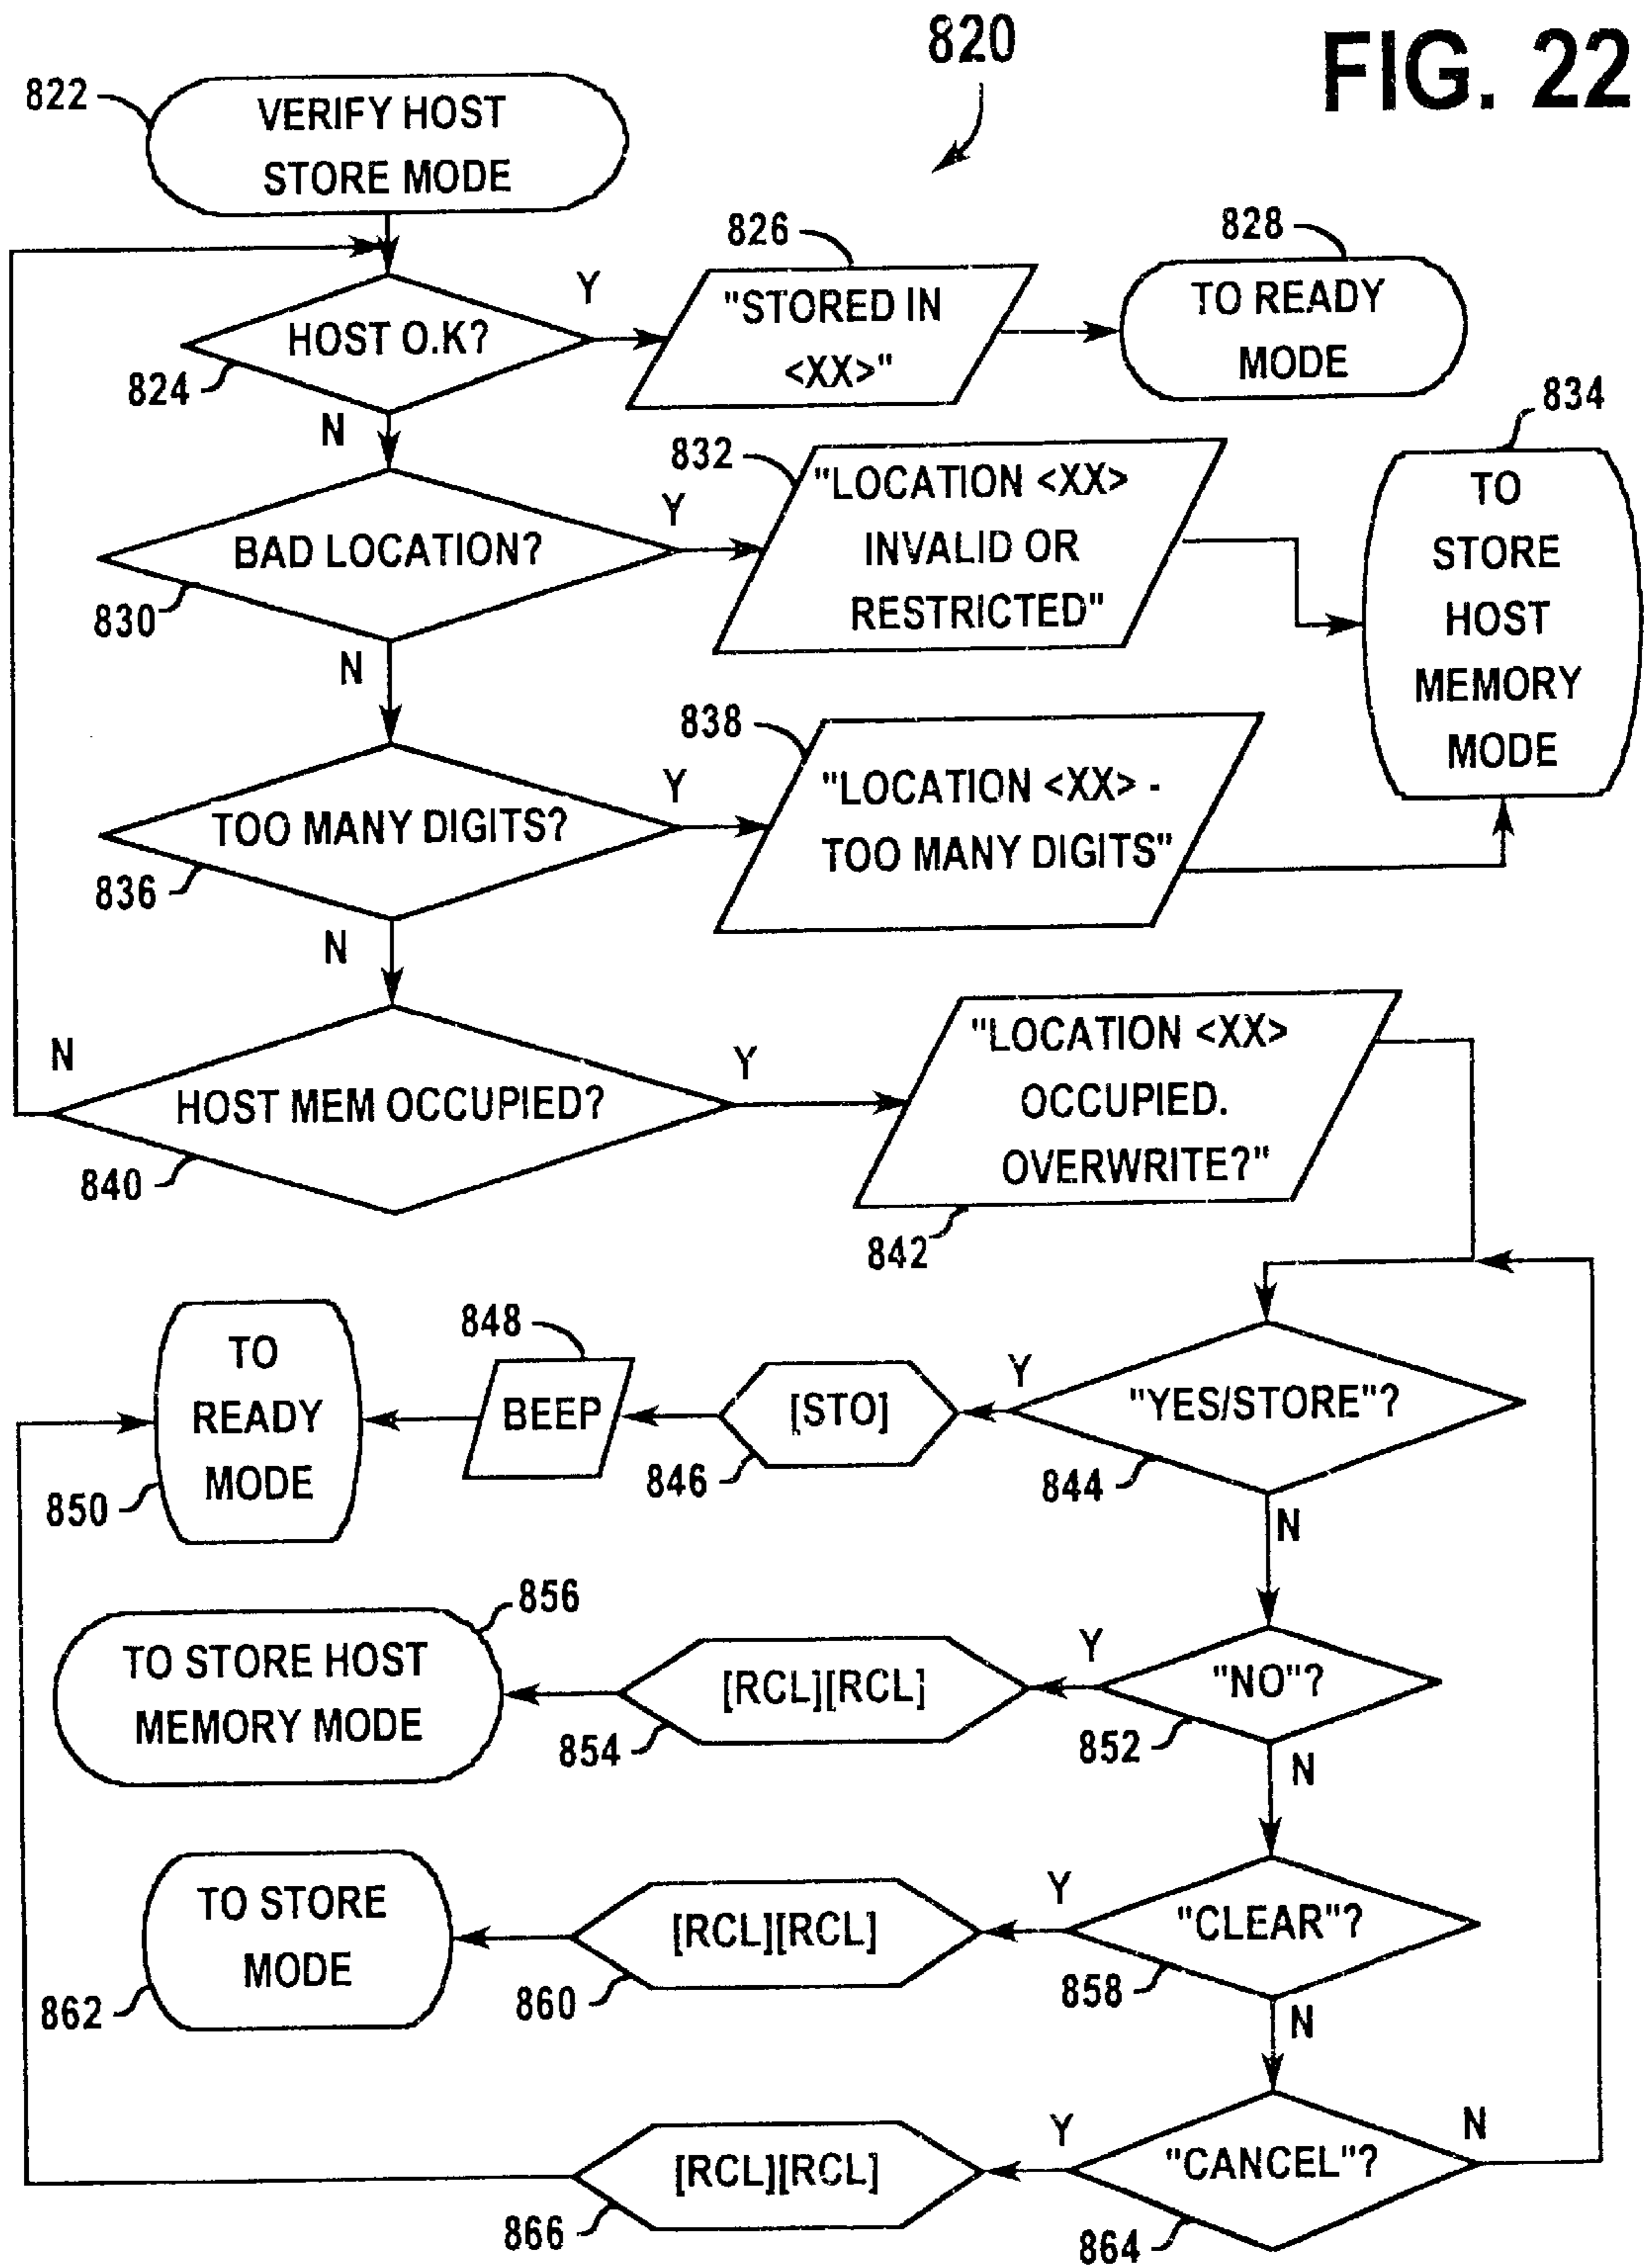 820
FIG. 22
822
VERIFY HOST
STORE MODE
826
828
Y
"STORED IN
<XX>"
TO READY
MODE
HOST O.K?
824
N
834
832
"LOCATION <XX>
INVALID OR
RESTRICTED"
Y
BAD LOCATION?
830
N
TO
STORE
HOST
MEMORY
MODE
838
Y
"LOCATION <XX> -
TOO MANY DIGITS"
TOO MANY DIGITS?
836
N
N
Y
"LOCATION <XX>
OCCUPIED.
OVERWRITE?"
HOST MEM OCCUPIED?
840
842
848
TO
READY
MODE
850
BEEP
[STO]
846
Y
"YES/STORE"?
844
N
856
TO STORE HOST
MEMORY MODE
[RCL][RCL]
854
Y
"NO"?
852
N
TO STORE
MODE
862
[RCL][RCL]
860
Y
"CLEAR"?
858
N
[RCL][RCL]
866
Y
"CANCEL"?
N
864